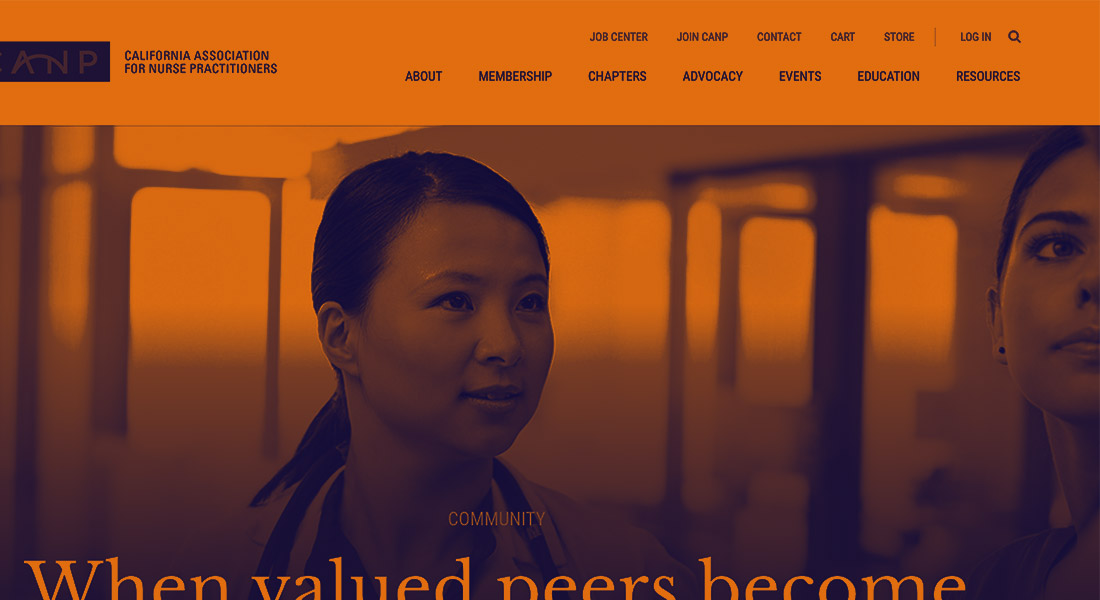 JOB CENTER JOIN CANP CONTACT CART STORE LOG IN
CANP
CALIFORNIA ASSOCIATION
FOR NURSE PRACTITIONERS
ABOUT MEMBERSHIP CHAPTERS ADVOCACY EVENTS EDUCATION RESOURCES
COMMUNITY
When valued peers become